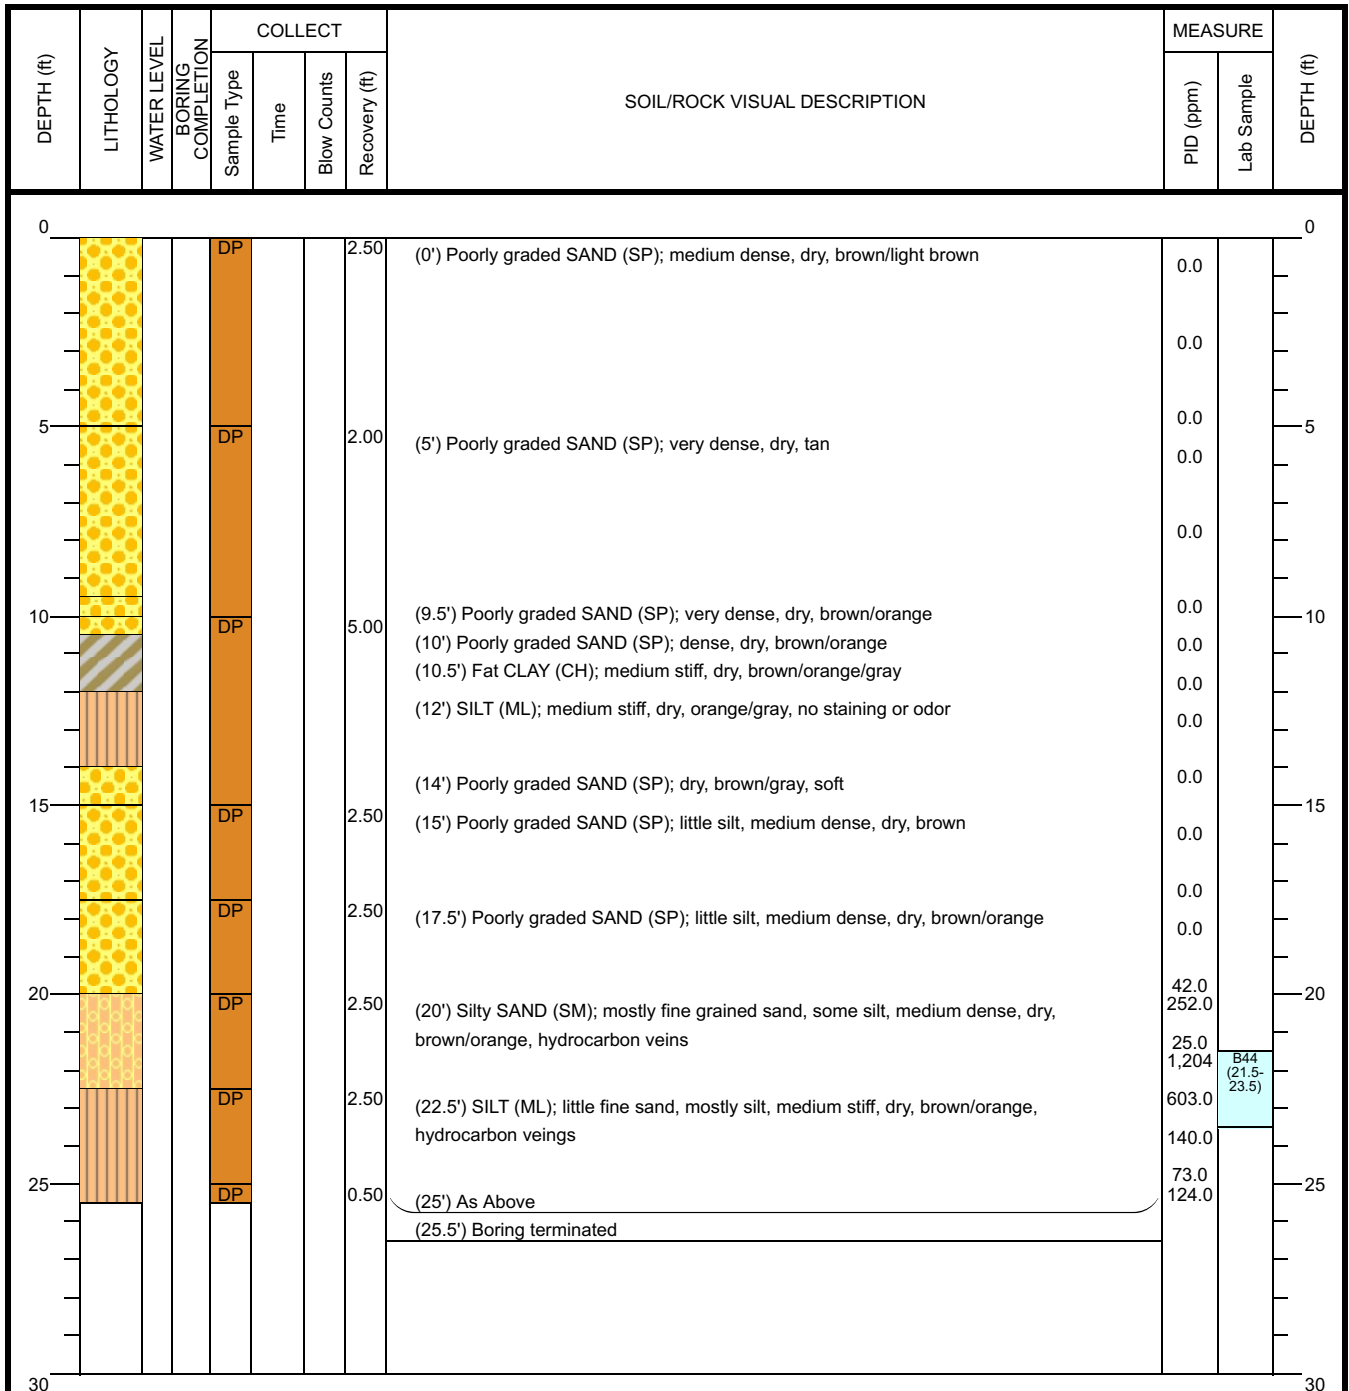 COLLECT
MEASURE
DEPTH (ft)
LITHOLOGY
WATER LEVEL
BORING
COMPLETION
Sample Type
Time
Blow Counts
Recovery (ft)
SOIL/ROCK VISUAL DESCRIPTION
PID (ppm)
Lab Sample
DEPTH (ft)
0
0
DP
2.50
(0') Poorly graded SAND (SP); medium dense, dry, brown/light brown
0.0
0.0
0.0
5
5
DP
2.00
(5') Poorly graded SAND (SP); very dense, dry, tan
0.0
0.0
(9.5') Poorly graded SAND (SP); very dense, dry, brown/orange
0.0
10
10
DP
5.00
(10') Poorly graded SAND (SP); dense, dry, brown/orange
0.0
(10.5') Fat CLAY (CH); medium stiff, dry, brown/orange/gray
0.0
(12') SILT (ML); medium stiff, dry, orange/gray, no staining or odor
0.0
(14') Poorly graded SAND (SP); dry, brown/gray, soft
0.0
15
15
DP
2.50
(15') Poorly graded SAND (SP); little silt, medium dense, dry, brown
0.0
0.0
DP
2.50
(17.5') Poorly graded SAND (SP); little silt, medium dense, dry, brown/orange
0.0
42.0
20
20
DP
2.50
252.0
(20') Silty SAND (SM); mostly fine grained sand, some silt, medium dense, dry,
brown/orange, hydrocarbon veins
25.0
1,204
B44
(21.5-
23.5)
DP
2.50
603.0
(22.5') SILT (ML); little fine sand, mostly silt, medium stiff, dry, brown/orange,
hydrocarbon veings
140.0
73.0
25
25
DP
0.50
124.0
(25') As Above
(25.5') Boring terminated
30
30